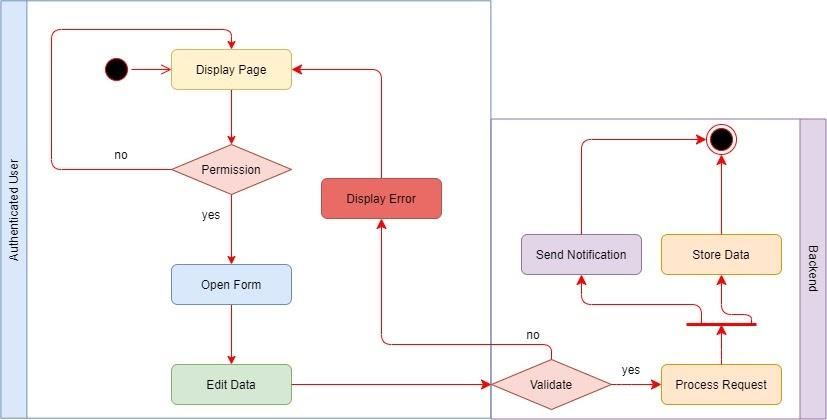 Authenticated User
Display Page
no
Permission
yes
Display Error
Open Form
Edit Data
Send Notification
Store Data
Backend
no
Validate
yes
Process Request